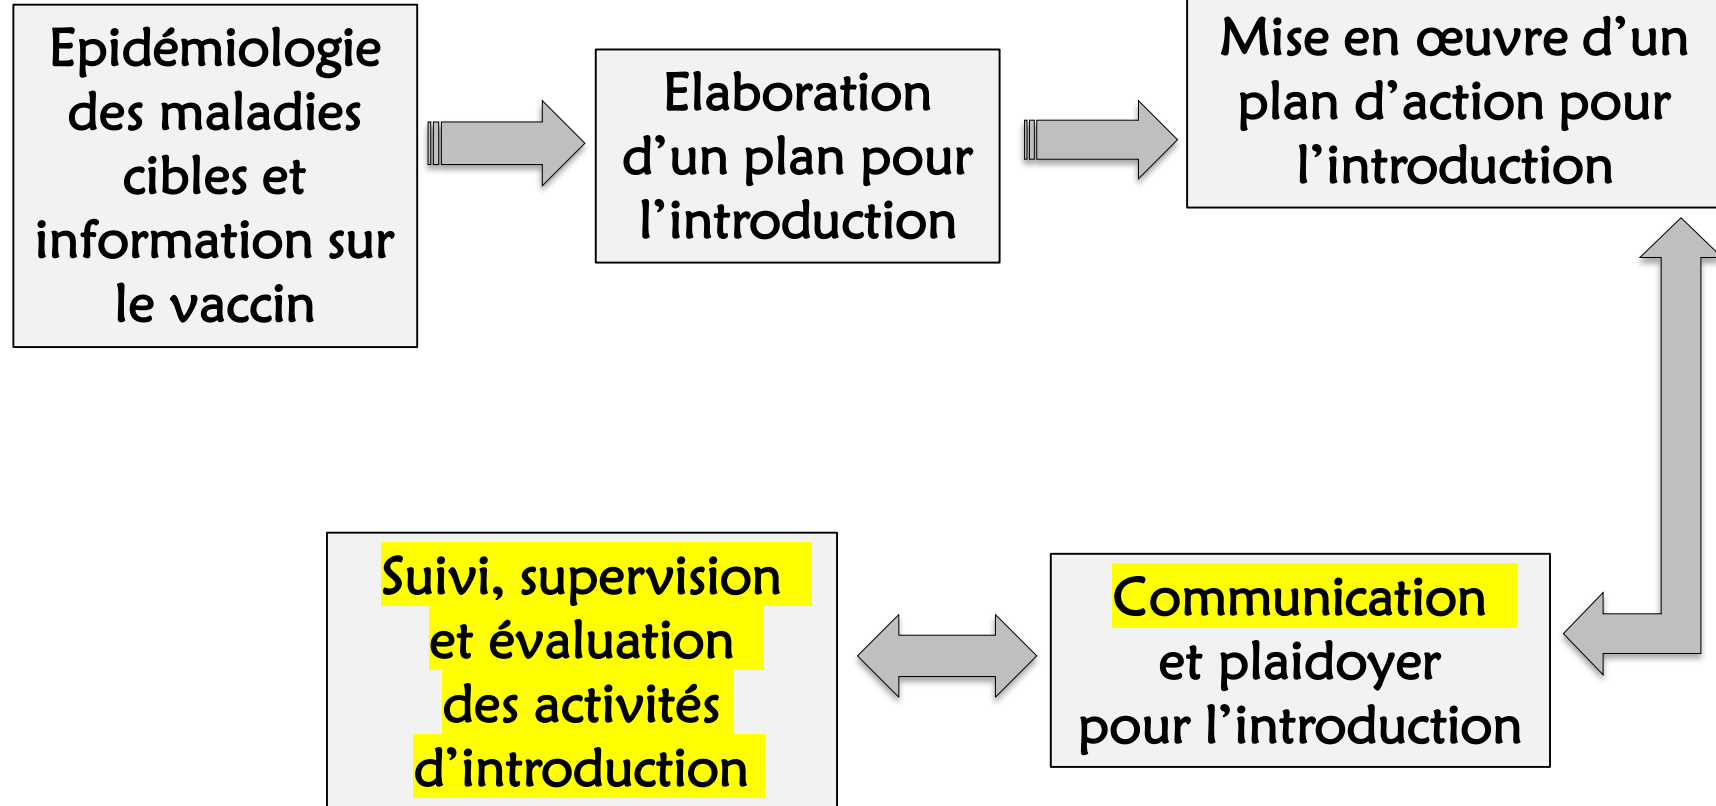 Epidémiologie
des maladies
cibles et
information sur
le vaccin
Elaboration
d’un plan pour
l’introduction
Mise en œuvre d’un
plan d’action pour
l’introduction
Suivi, supervision
et évaluation
des activités
d’introduction
Communication
et plaidoyer
pour l’introduction